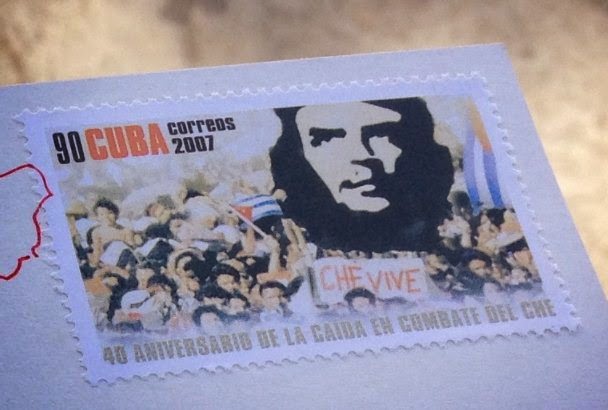 90 CUBA correos
2007
CHE VIVE
40 ANIVERSARIO DE LA CAIDA EN COMBATE DEL CHE